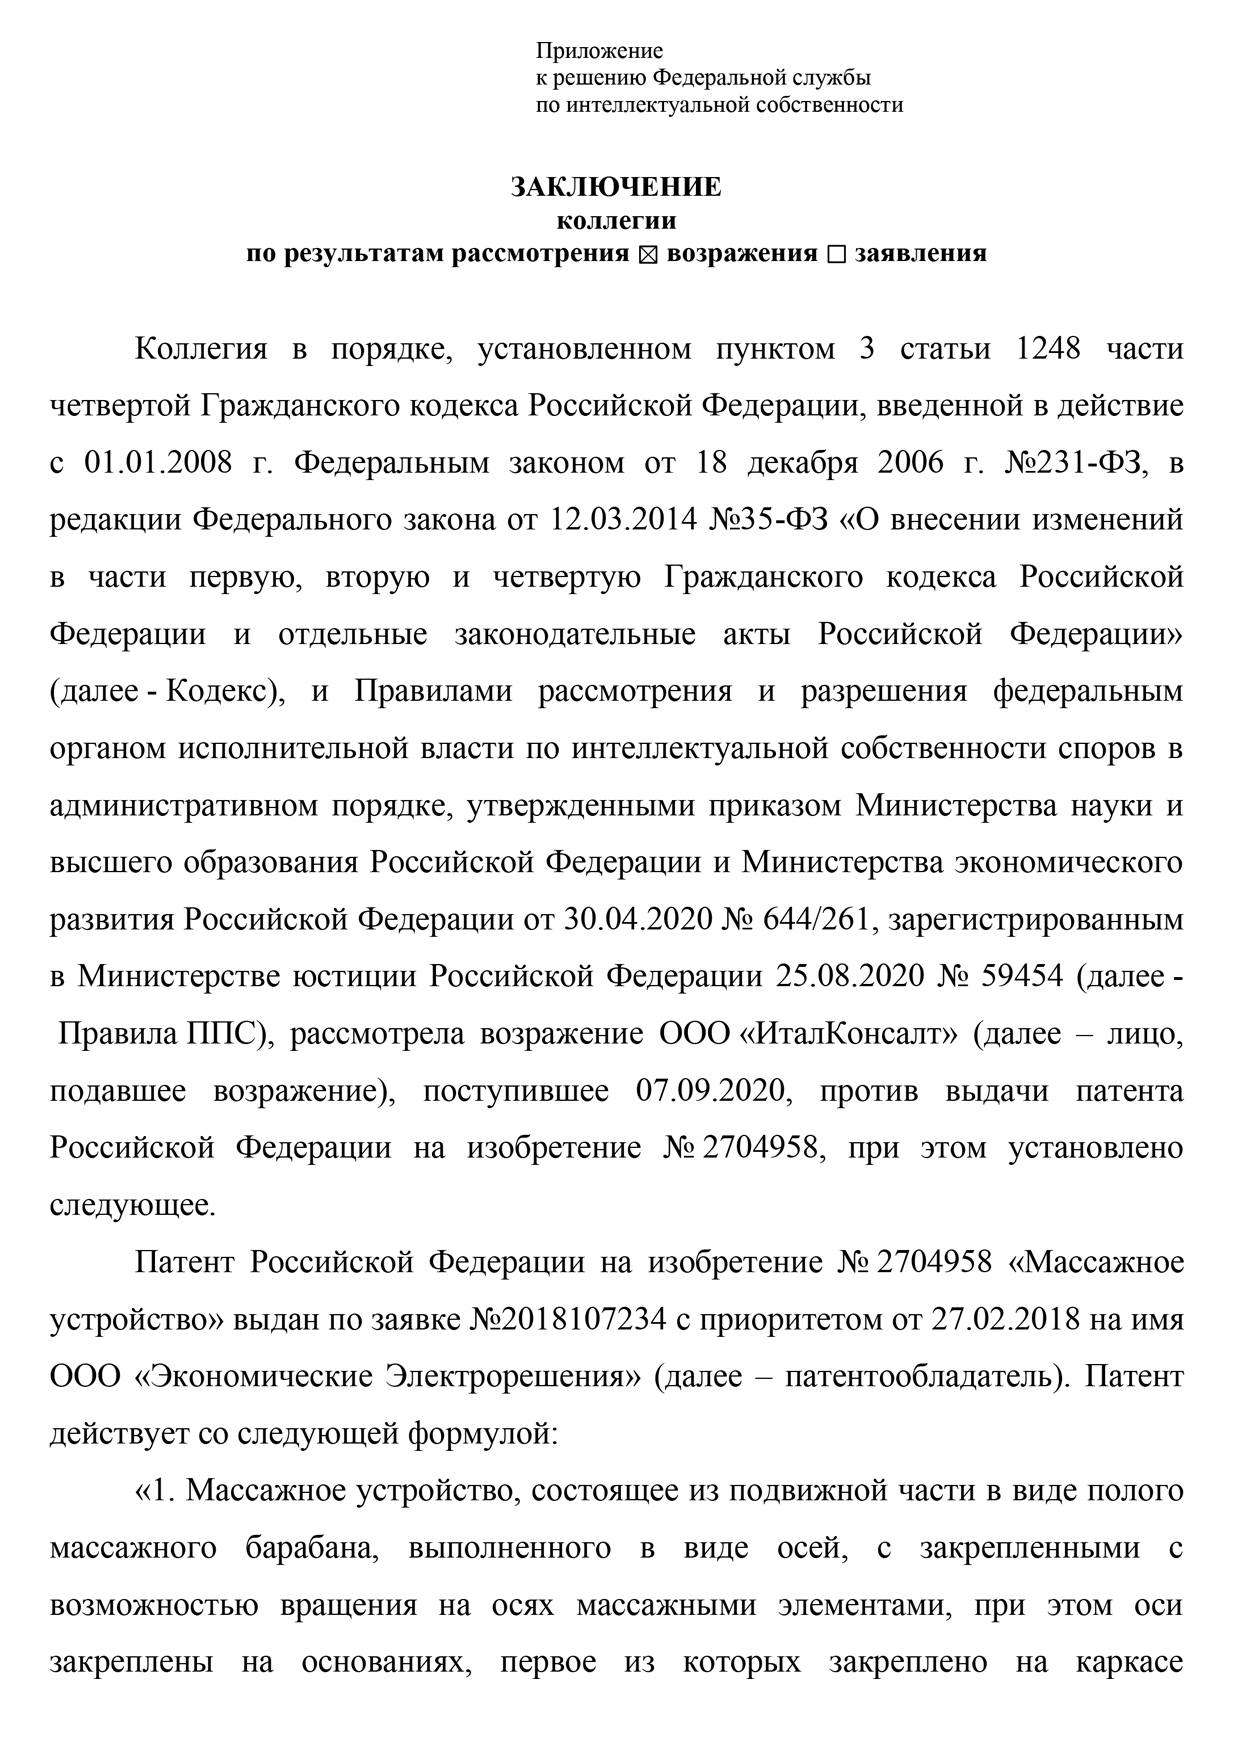 Приложение
к решению Федеральной службы
по интеллектуальной собственности
ЗАКЛЮЧЕНИЕ
коллегии
по результатам рассмотрения ☒ возражения ☐ заявления
Коллегия в порядке, установленном пунктом 3 статьи 1248 части
четвертой Гражданского кодекса Российской Федерации, введенной в действие
с 01.01.2008 г. Федеральным законом от 18 декабря 2006 г. №231-ФЗ, в
редакции Федерального закона от 12.03.2014 №35-ФЗ «О внесении изменений
в части первую, вторую и четвертую Гражданского кодекса Российской
Федерации и отдельные законодательные акты Российской Федерации»
(далее - Кодекс), и Правилами рассмотрения и разрешения федеральным
органом исполнительной власти по интеллектуальной собственности споров в
административном порядке, утвержденными приказом Министерства науки и
высшего образования Российской Федерации и Министерства экономического
развития Российской Федерации от 30.04.2020 № 644/261, зарегистрированным
в Министерстве юстиции Российской Федерации 25.08.2020 № 59454 (далее -
Правила ППС), рассмотрела возражение ООО «ИталКонсалт» (далее – лицо,
подавшее возражение), поступившее 07.09.2020, против выдачи патента
Российской Федерации на изобретение № 2704958, при этом установлено
следующее.
Патент Российской Федерации на изобретение № 2704958 «Массажное
устройство» выдан по заявке №2018107234 с приоритетом от 27.02.2018 на имя
ООО «Экономические Электрорешения» (далее – патентообладатель). Патент
действует со следующей формулой:
«1. Массажное устройство, состоящее из подвижной части в виде полого
массажного барабана, выполненного в виде осей, с закрепленными с
возможностью вращения на осях массажными элементами, при этом оси
закреплены на основаниях, первое из которых закреплено на каркасе